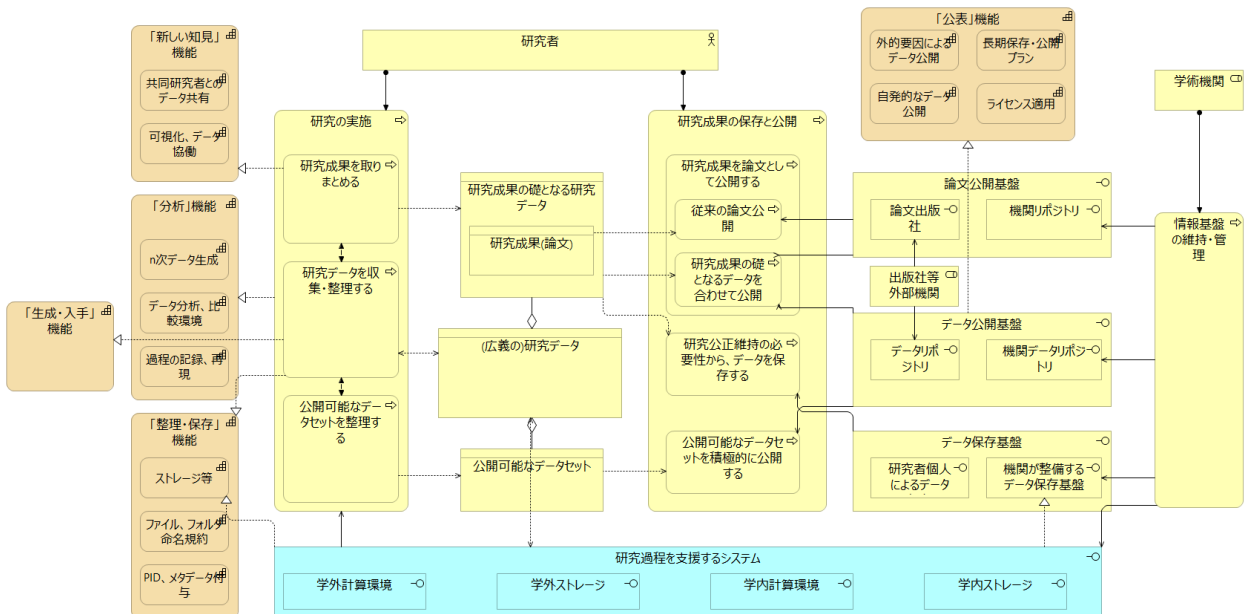 「新しい知見」
機能
共同研究者との
データ共有
可視化、データ
協働
「分析」機能
n次データ生成
データ分析、比
較環境
過程の記録、再
現
「生成・入手」
機能
「整理・保存」
機能
ストレージ等
ファイル、フォルダ
命名規約
PID、メタデータ付
与
研究者
研究の実施
研究成果を取り
まとめる
研究データを収
集・整理する
公開可能なデー
タセットを整理す
る
研究成果の礎となる研究
データ
研究成果(論文)
(広義の)研究データ
公開可能なデータセット
研究成果の保存と公開
研究成果を論文とし
て公開する
従来の論文公
開
研究成果の礎
となるデータを
合わせて公開
研究公正維持の必
要性から、データを保
存する
公開可能なデータセ
ットを積極的に公開
する
「公表」機能
外的要因による
データ公開
長期保存・公開
プラン
自発的なデータ
公開
ライセンス適用
論文公開基盤
論文出版
社
機関リポジトリ
出版社等
外部機関
データ公開基盤
データリポ
ジトリ
機関データリポジ
トリ
データ保存基盤
研究者個人
によるデータ
機関が整備する
データ保存基盤
学術機関
情報基盤
の維持・管
理
研究過程を支援するシステム
学外計算環境
学外ストレージ
学内計算環境
学内ストレージ